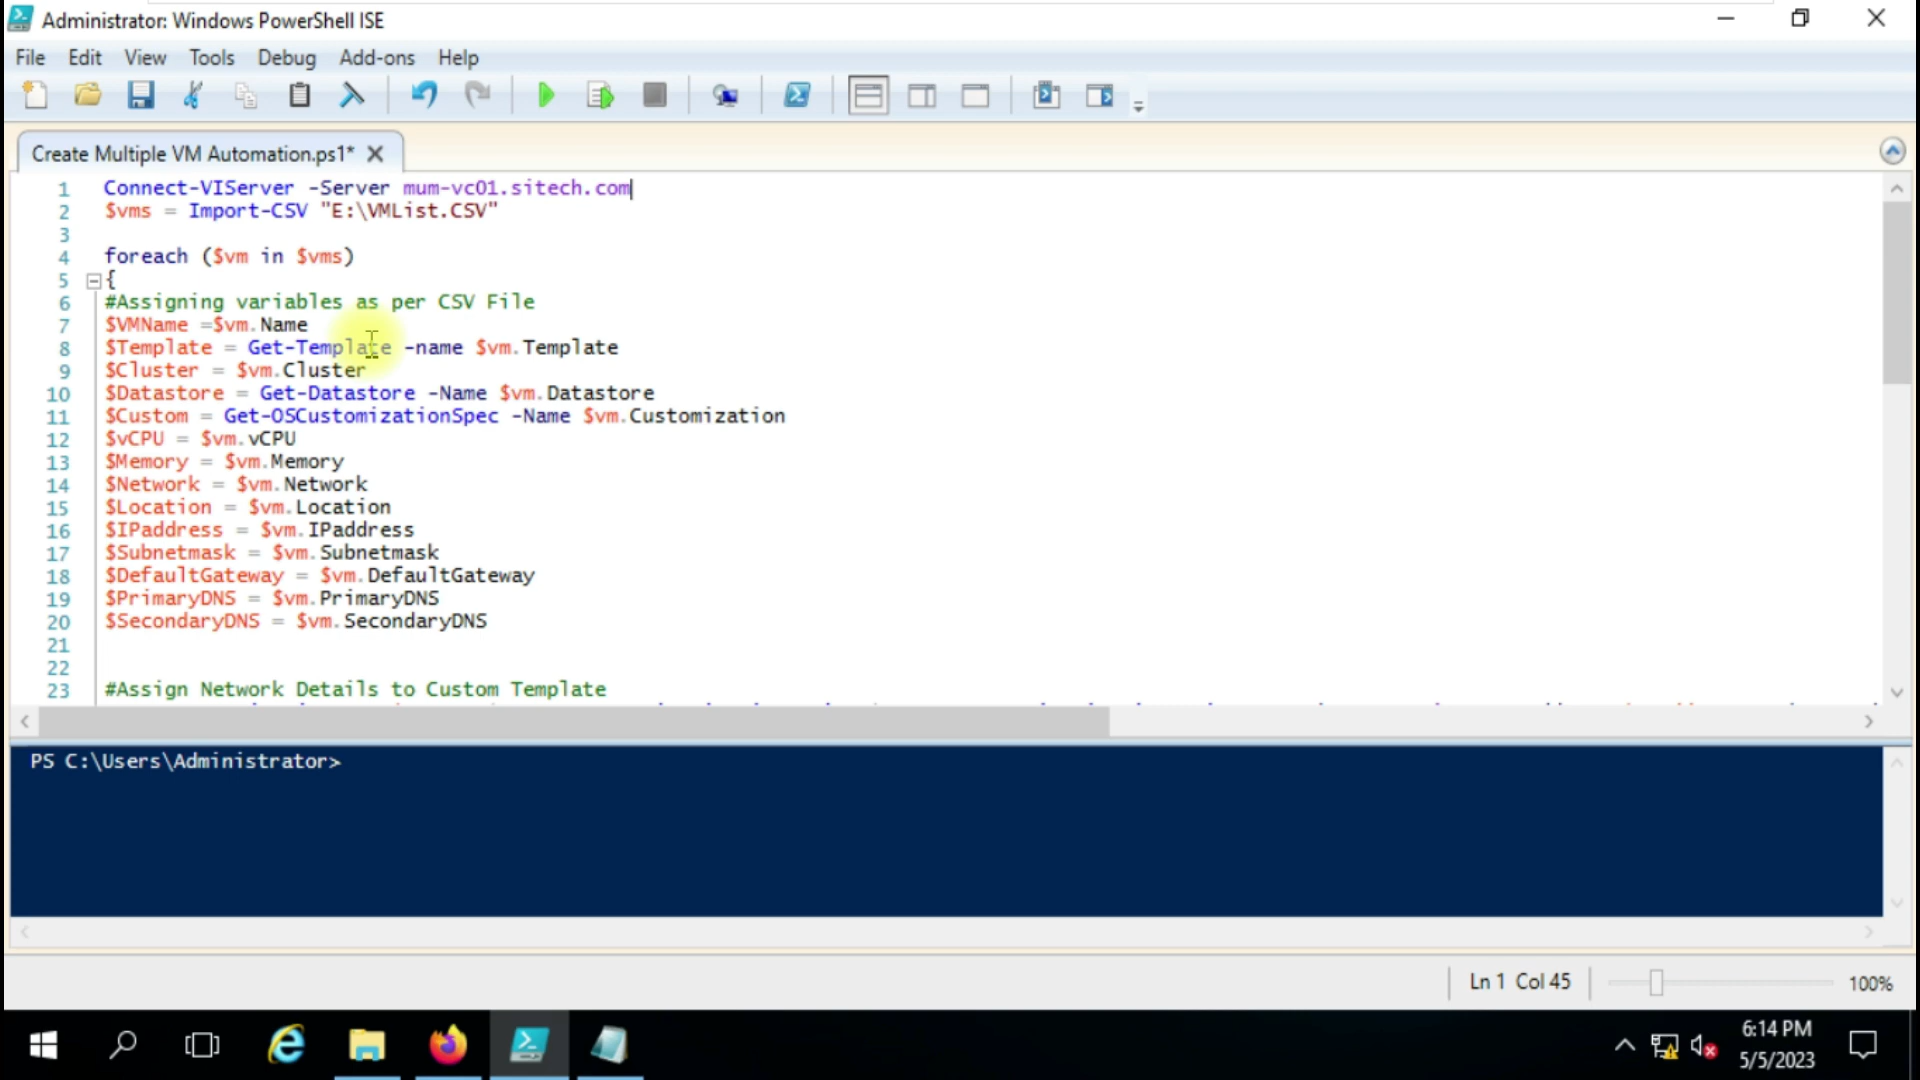 Administrator: Windows PowerShell ISE
File Edit View Tools Debug Add-ons Help
Create Multiple VM Automation.ps1*
1 Connect-VIServer -Server mum-vc01.sitech.com
2 $vms = Import-CSV "E:\VMList.CSV"
3
4 foreach ($vm in $vms)
5 {
6 #Assigning variables as per CSV File
7 $VMName =$vm.Name
8 $Template = Get-Template -name $vm.Template
9 $Cluster = $vm.Cluster
10 $Datastore = Get-Datastore -Name $vm.Datastore
11 $Custom = Get-OSCustomizationSpec -Name $vm.Customization
12 $vCPU = $vm.vCPU
13 $Memory = $vm.Memory
14 $Network = $vm.Network
15 $Location = $vm.Location
16 $IPaddress = $vm.IPaddress
17 $Subnetmask = $vm.Subnetmask
18 $DefaultGateway = $vm.DefaultGateway
19 $PrimaryDNS = $vm.PrimaryDNS
20 $SecondaryDNS = $vm.SecondaryDNS
21
22
23 #Assign Network Details to Custom Template
PS C:\Users\Administrator>
Ln 1 Col 45
100%
6:14 PM
5/5/2023